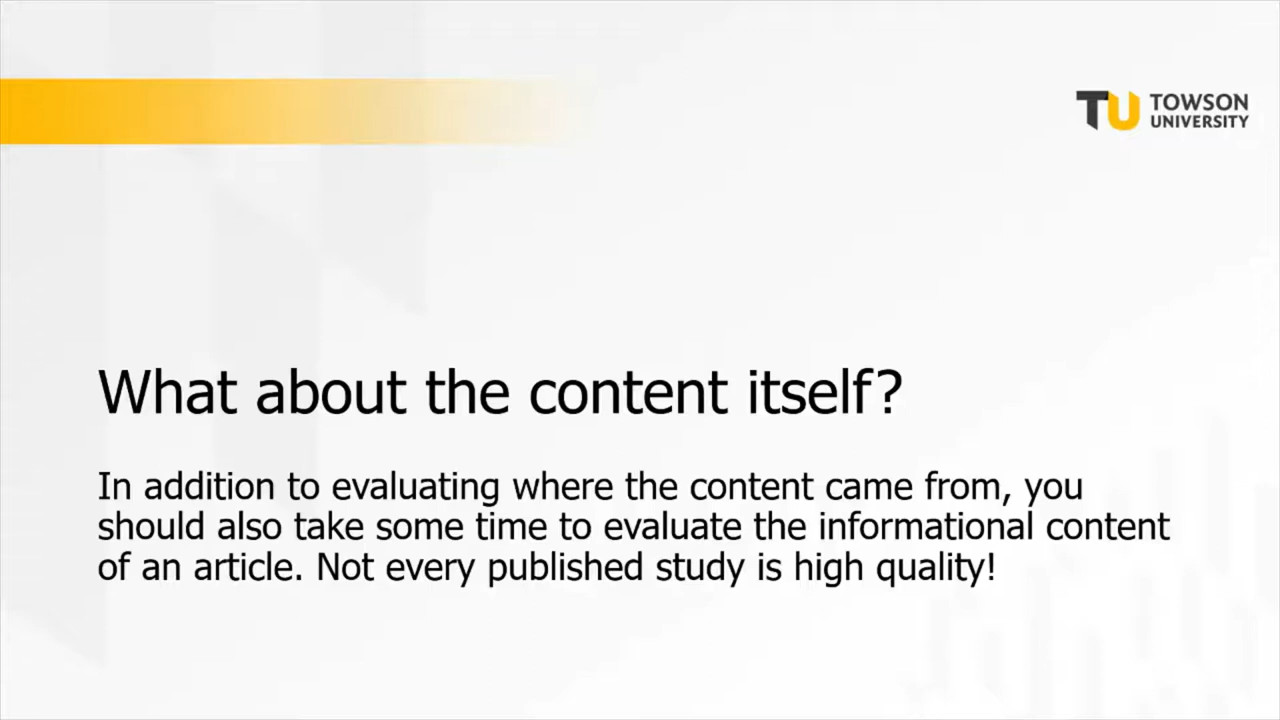 TU TOWSON
UNIVERSITY
What about the content itself?
In addition to evaluating where the content came from, you
should also take some time to evaluate the informational content
of an article. Not every published study is high quality!